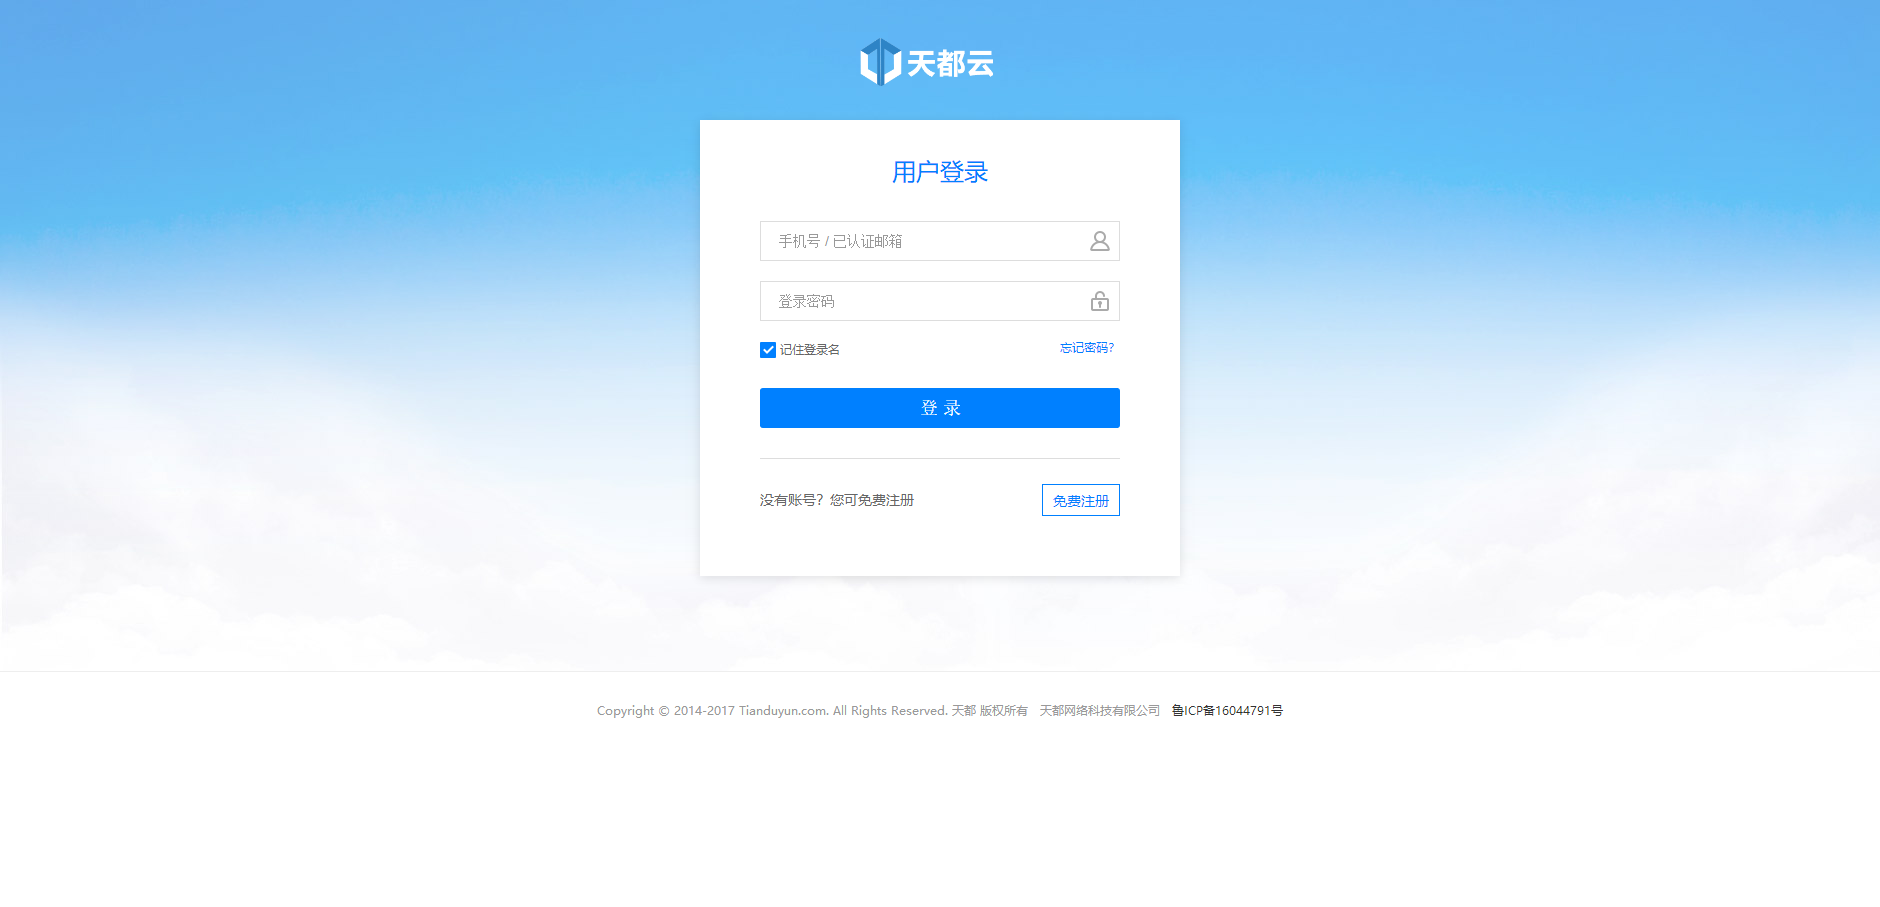 天都云
用户登录
手机号 / 已认证邮箱
登录密码
记住登录名 忘记密码?
登 录
没有账号？您可免费注册 免费注册
Copyright © 2014-2017 Tianduyun.com. All Rights Reserved. 天都 版权所有 天都网络科技有限公司 鲁ICP备16044791号